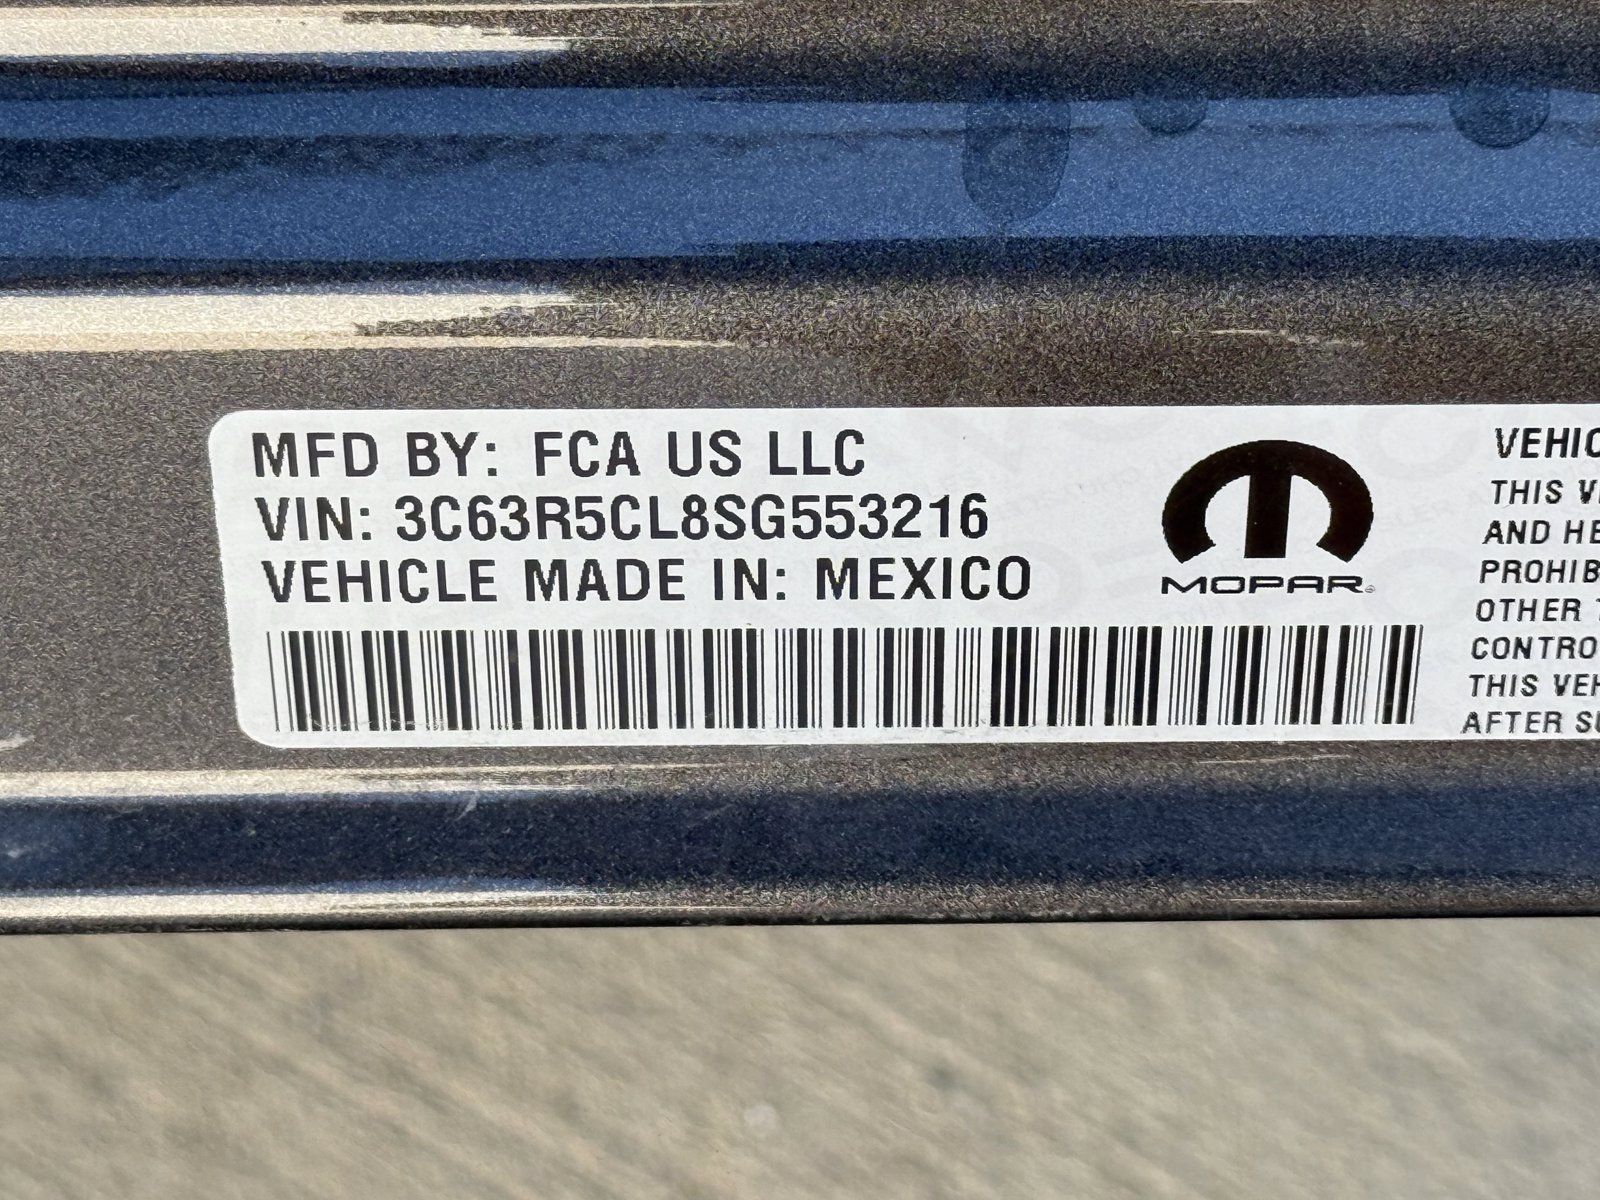 MFD BY: FCA US LLC
VIN: 3C63R5CL8SG553216
VEHICLE MADE IN: MEXICO
MOPAR
VEHIC
THIS V
AND HE
PROHIB
OTHER
CONTRO
THIS VEH
AFTER SU